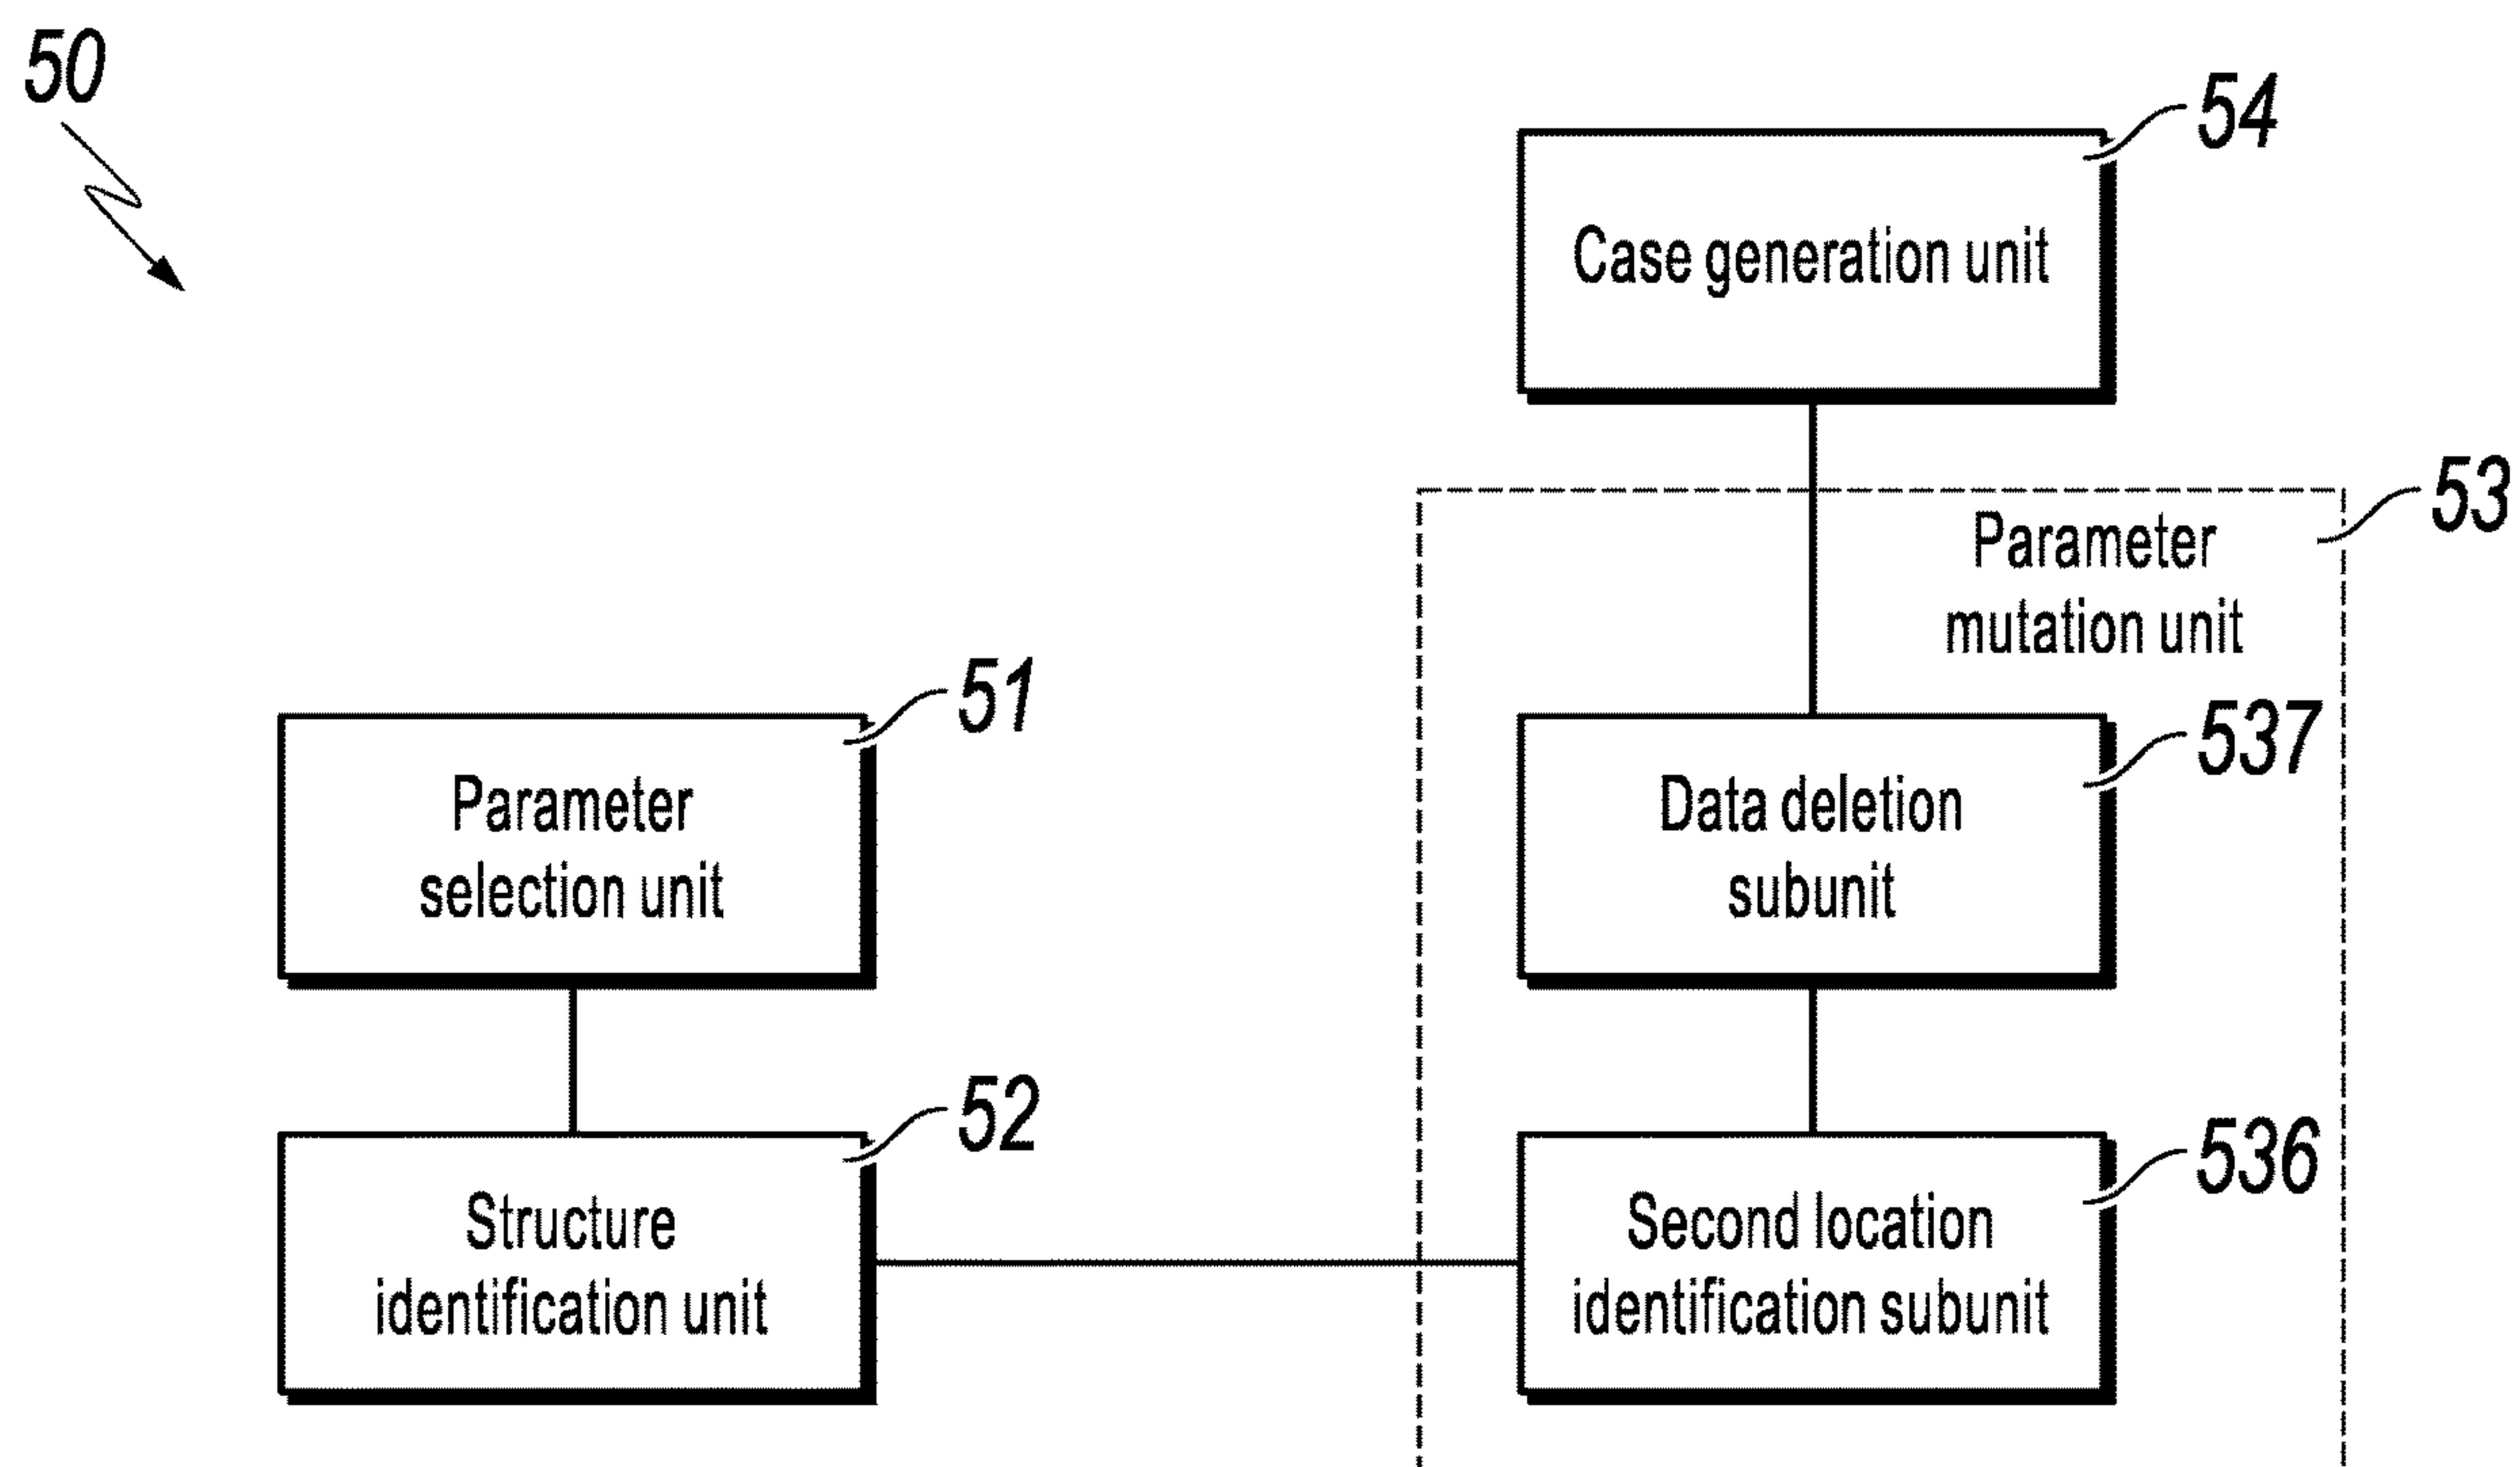 50
54
Case generation unit
53
Parameter
mutation unit
51
Parameter
selection unit
537
Data deletion
subunit
52
Structure
identification unit
536
Second location
identification subunit